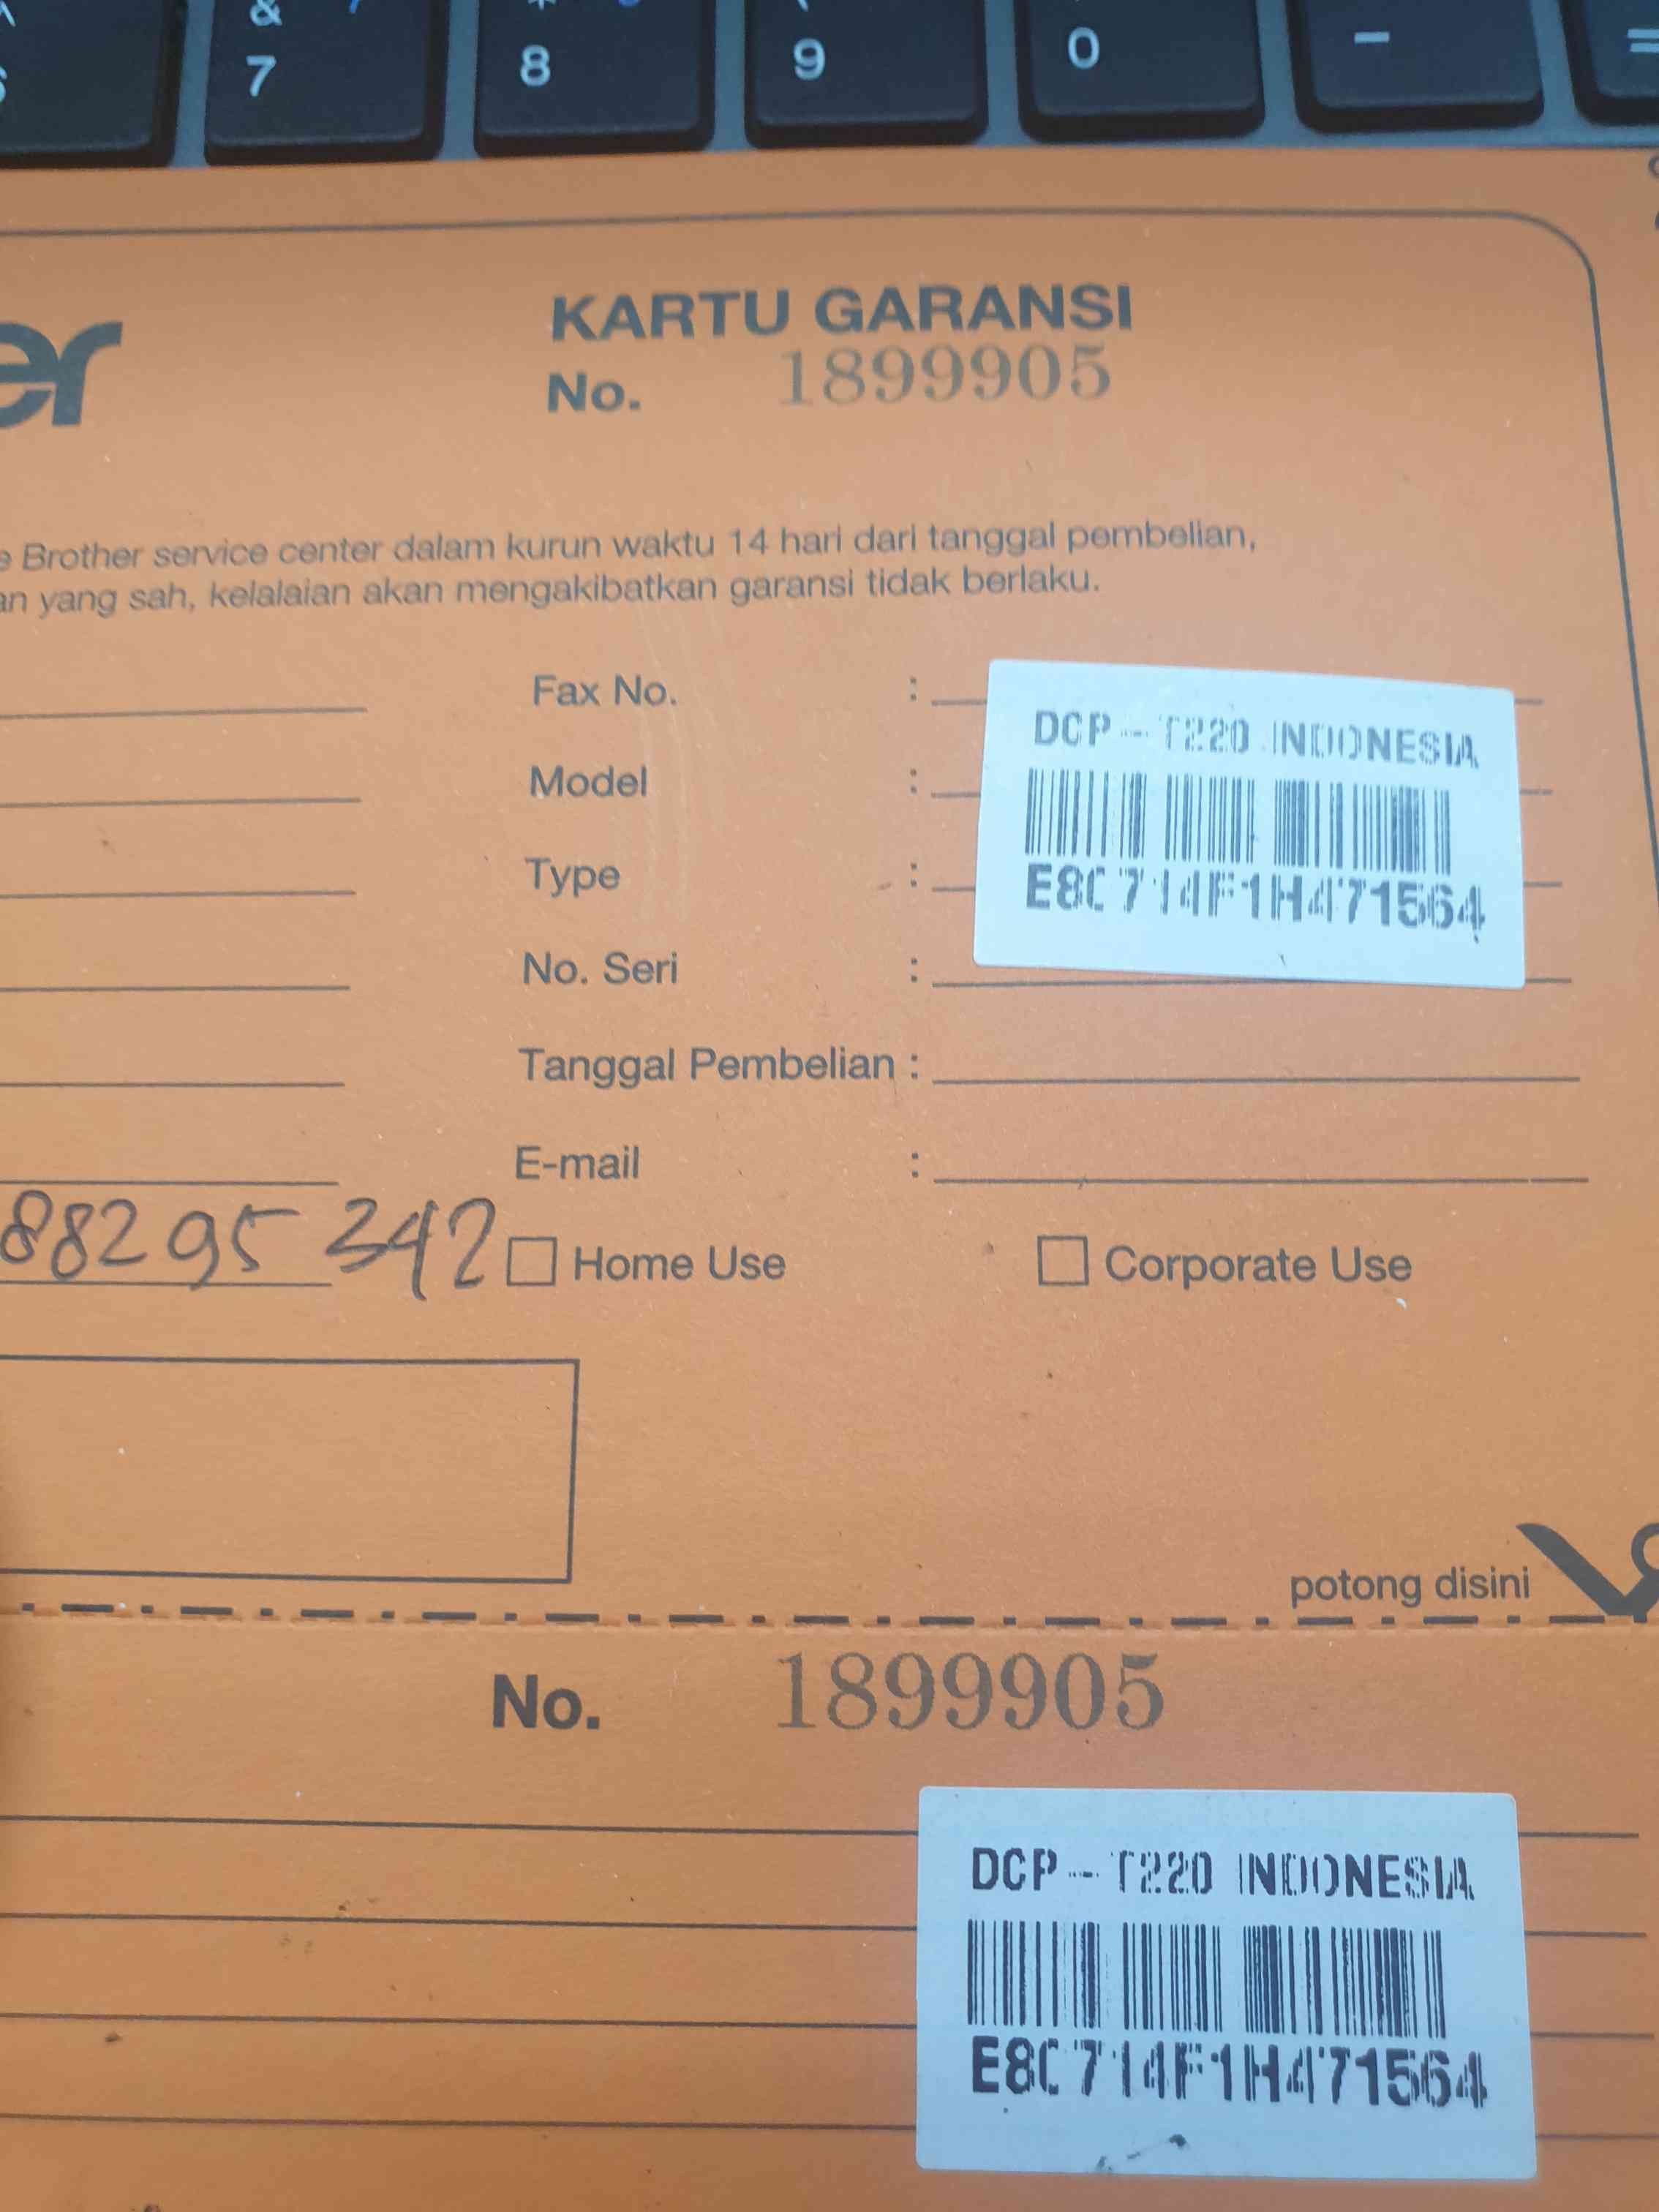 & 7
* 8
( 9
0
-
=
KARTU GARANSI
er
No. 1899905
e Brother service center dalam kurun waktu 14 hari dari tanggal pembelian,
an yang sah, kelalaian akan mengakibatkan garansi tidak berlaku.
Fax No. :
DCP-T220 INDONESIA
Model :
Type :
E8C714F1H471564
No. Seri :
Tanggal Pembelian :
E-mail :
88295 342
Home Use
Corporate Use
potong disini
No. 1899905
DCP-T220 INDONESIA
E8C714F1H471564